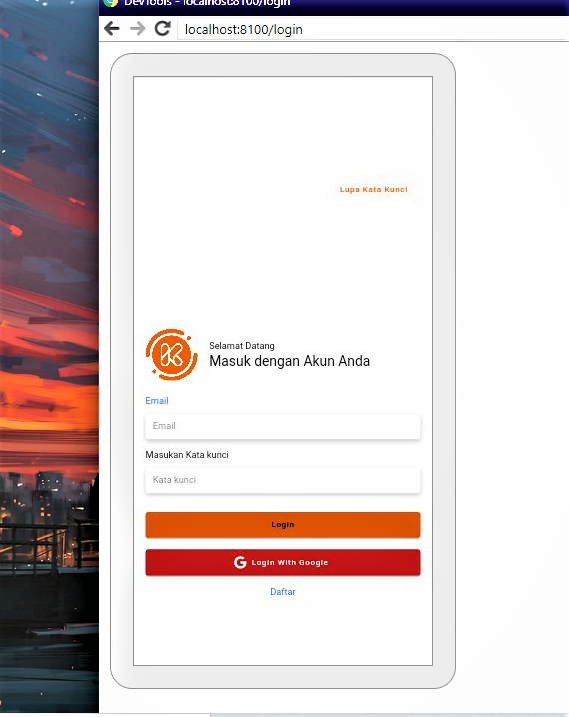 DevTools - localhost:8100/login
localhost:8100/login
Lupa Kata Kunci
Selamat Datang
Masuk dengan Akun Anda
Email
Email
Masukan Kata kunci
Kata kunci
Login
G Login With Google
Daftar